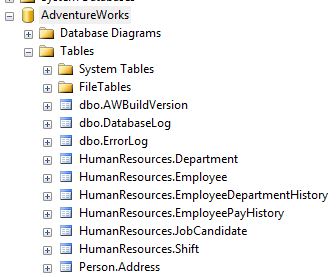 AdventureWorks
Database Diagrams
Tables
System Tables
FileTables
dbo.AWBuildVersion
dbo.DatabaseLog
dbo.ErrorLog
HumanResources.Department
HumanResources.Employee
HumanResources.EmployeeDepartmentHistory
HumanResources.EmployeePayHistory
HumanResources.JobCandidate
HumanResources.Shift
Person.Address